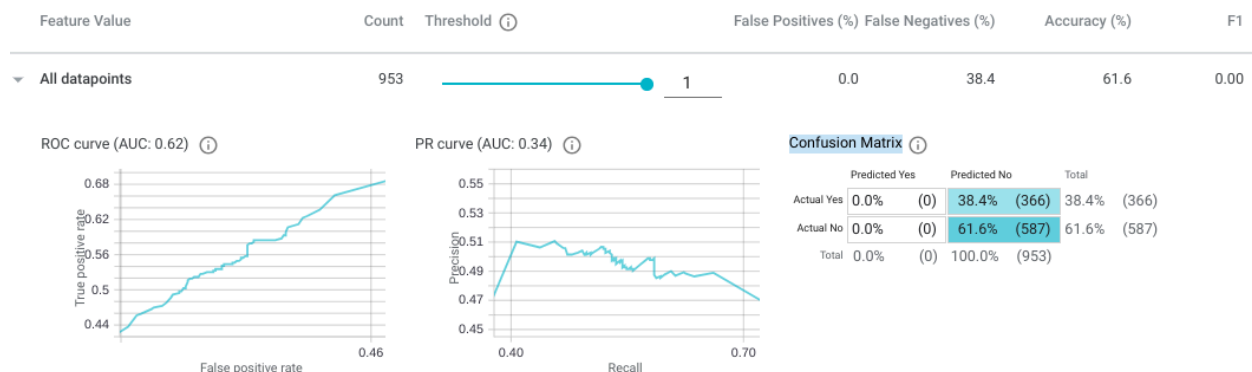 Feature Value Count Threshold False Positives (%) False Negatives (%) Accuracy (%) F1
All datapoints 953 1 0.0 38.4 61.6 0.00
ROC curve (AUC: 0.62)
True positive rate
0.68
0.62
0.56
0.5
0.44
0.46
False positive rate
PR curve (AUC: 0.34)
Precision
0.55
0.53
0.51
0.49
0.47
0.45
0.40 0.70
Recall
Confusion Matrix
Predicted Yes Predicted No Total
Actual Yes 0.0% (0) 38.4% (366) 38.4% (366)
Actual No 0.0% (0) 61.6% (587) 61.6% (587)
Total 0.0% (0) 100.0% (953)